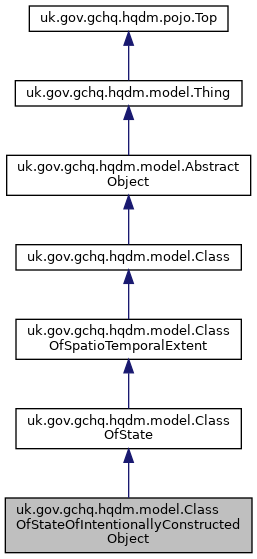 uk.gov.gchq.hqdm.pojo.Top
uk.gov.gchq.hqdm.model.Thing
uk.gov.gchq.hqdm.model.Abstract
Object
uk.gov.gchq.hqdm.model.Class
uk.gov.gchq.hqdm.model.Class
OfSpatioTemporalExtent
uk.gov.gchq.hqdm.model.Class
OfState
uk.gov.gchq.hqdm.model.Class
OfStateOfIntentionallyConstructed
Object